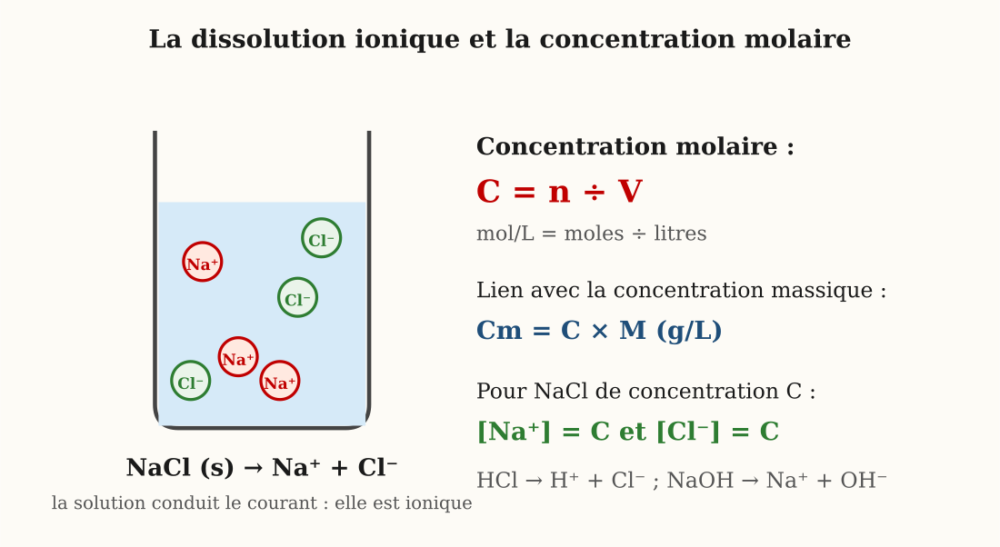 La dissolution ionique et la concentration molaire
Cl⁻
Na⁺
Cl⁻
Na⁺
Cl⁻
Na⁺
NaCl (s) → Na⁺ + Cl⁻
la solution conduit le courant : elle est ionique
Concentration molaire :
C = n ÷ V
mol/L = moles ÷ litres
Lien avec la concentration massique :
Cm = C × M (g/L)
Pour NaCl de concentration C :
[Na⁺] = C et [Cl⁻] = C
HCl → H⁺ + Cl⁻ ; NaOH → Na⁺ + OH⁻